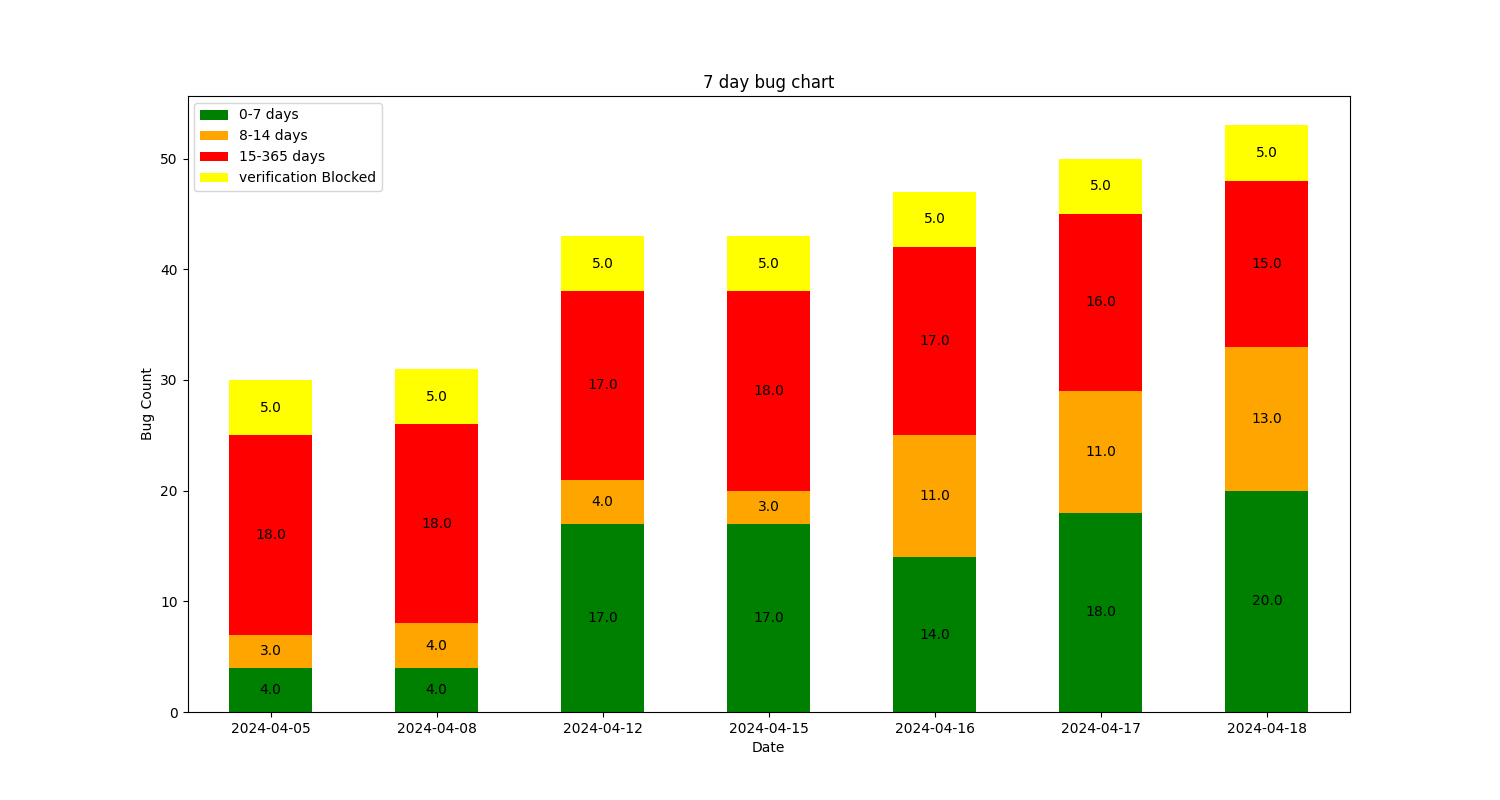 7 day bug chart
0-7 days
8-14 days
15-365 days
verification Blocked
Bug Count
50
40
30
20
10
0
5.0 5.0 5.0 5.0 5.0 5.0 5.0
18.0 18.0 17.0 18.0 17.0 16.0 15.0
3.0 4.0 4.0 3.0 11.0 11.0 13.0
4.0 4.0 17.0 17.0 14.0 18.0 20.0
2024-04-05 2024-04-08 2024-04-12 2024-04-15 2024-04-16 2024-04-17 2024-04-18
Date